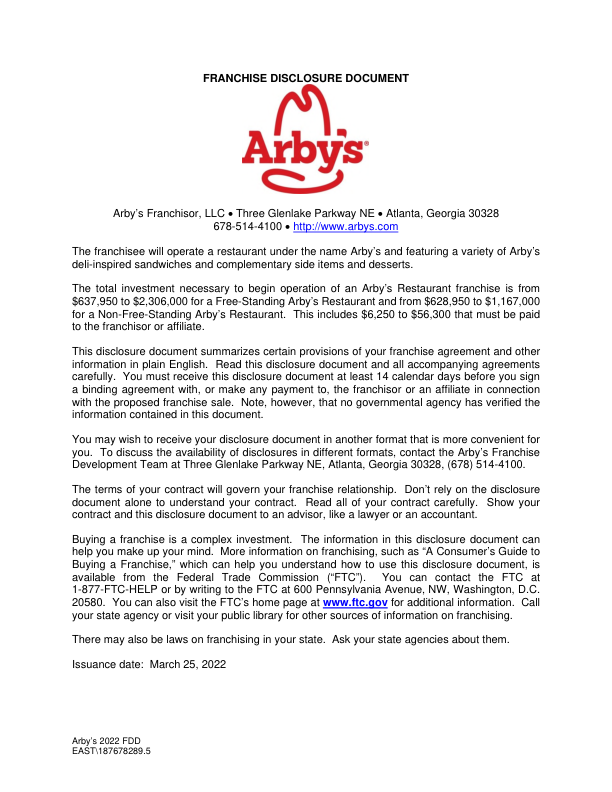 FRANCHISE DISCLOSURE DOCUMENT
Arby's®
Arby's Franchisor, LLC • Three Glenlake Parkway NE • Atlanta, Georgia 30328
678-514-4100 • http://www.arbys.com
The franchisee will operate a restaurant under the name Arby's and featuring a variety of Arby's
deli-inspired sandwiches and complementary side items and desserts.
The total investment necessary to begin operation of an Arby's Restaurant franchise is from
$637,950 to $2,306,000 for a Free-Standing Arby's Restaurant and from $628,950 to $1,167,000
for a Non-Free-Standing Arby's Restaurant. This includes $6,250 to $56,300 that must be paid
to the franchisor or affiliate.
This disclosure document summarizes certain provisions of your franchise agreement and other
information in plain English. Read this disclosure document and all accompanying agreements
carefully. You must receive this disclosure document at least 14 calendar days before you sign
a binding agreement with, or make any payment to, the franchisor or an affiliate in connection
with the proposed franchise sale. Note, however, that no governmental agency has verified the
information contained in this document.
You may wish to receive your disclosure document in another format that is more convenient for
you. To discuss the availability of disclosures in different formats, contact the Arby's Franchise
Development Team at Three Glenlake Parkway NE, Atlanta, Georgia 30328, (678) 514-4100.
The terms of your contract will govern your franchise relationship. Don't rely on the disclosure
document alone to understand your contract. Read all of your contract carefully. Show your
contract and this disclosure document to an advisor, like a lawyer or an accountant.
Buying a franchise is a complex investment. The information in this disclosure document can
help you make up your mind. More information on franchising, such as "A Consumer's Guide to
Buying a Franchise," which can help you understand how to use this disclosure document, is
available from the Federal Trade Commission ("FTC"). You can contact the FTC at
1-877-FTC-HELP or by writing to the FTC at 600 Pennsylvania Avenue, NW, Washington, D.C.
20580. You can also visit the FTC's home page at www.ftc.gov for additional information. Call
your state agency or visit your public library for other sources of information on franchising.
There may also be laws on franchising in your state. Ask your state agencies about them.
Issuance date: March 25, 2022
Arby's 2022 FDD
EAST\187678289.5